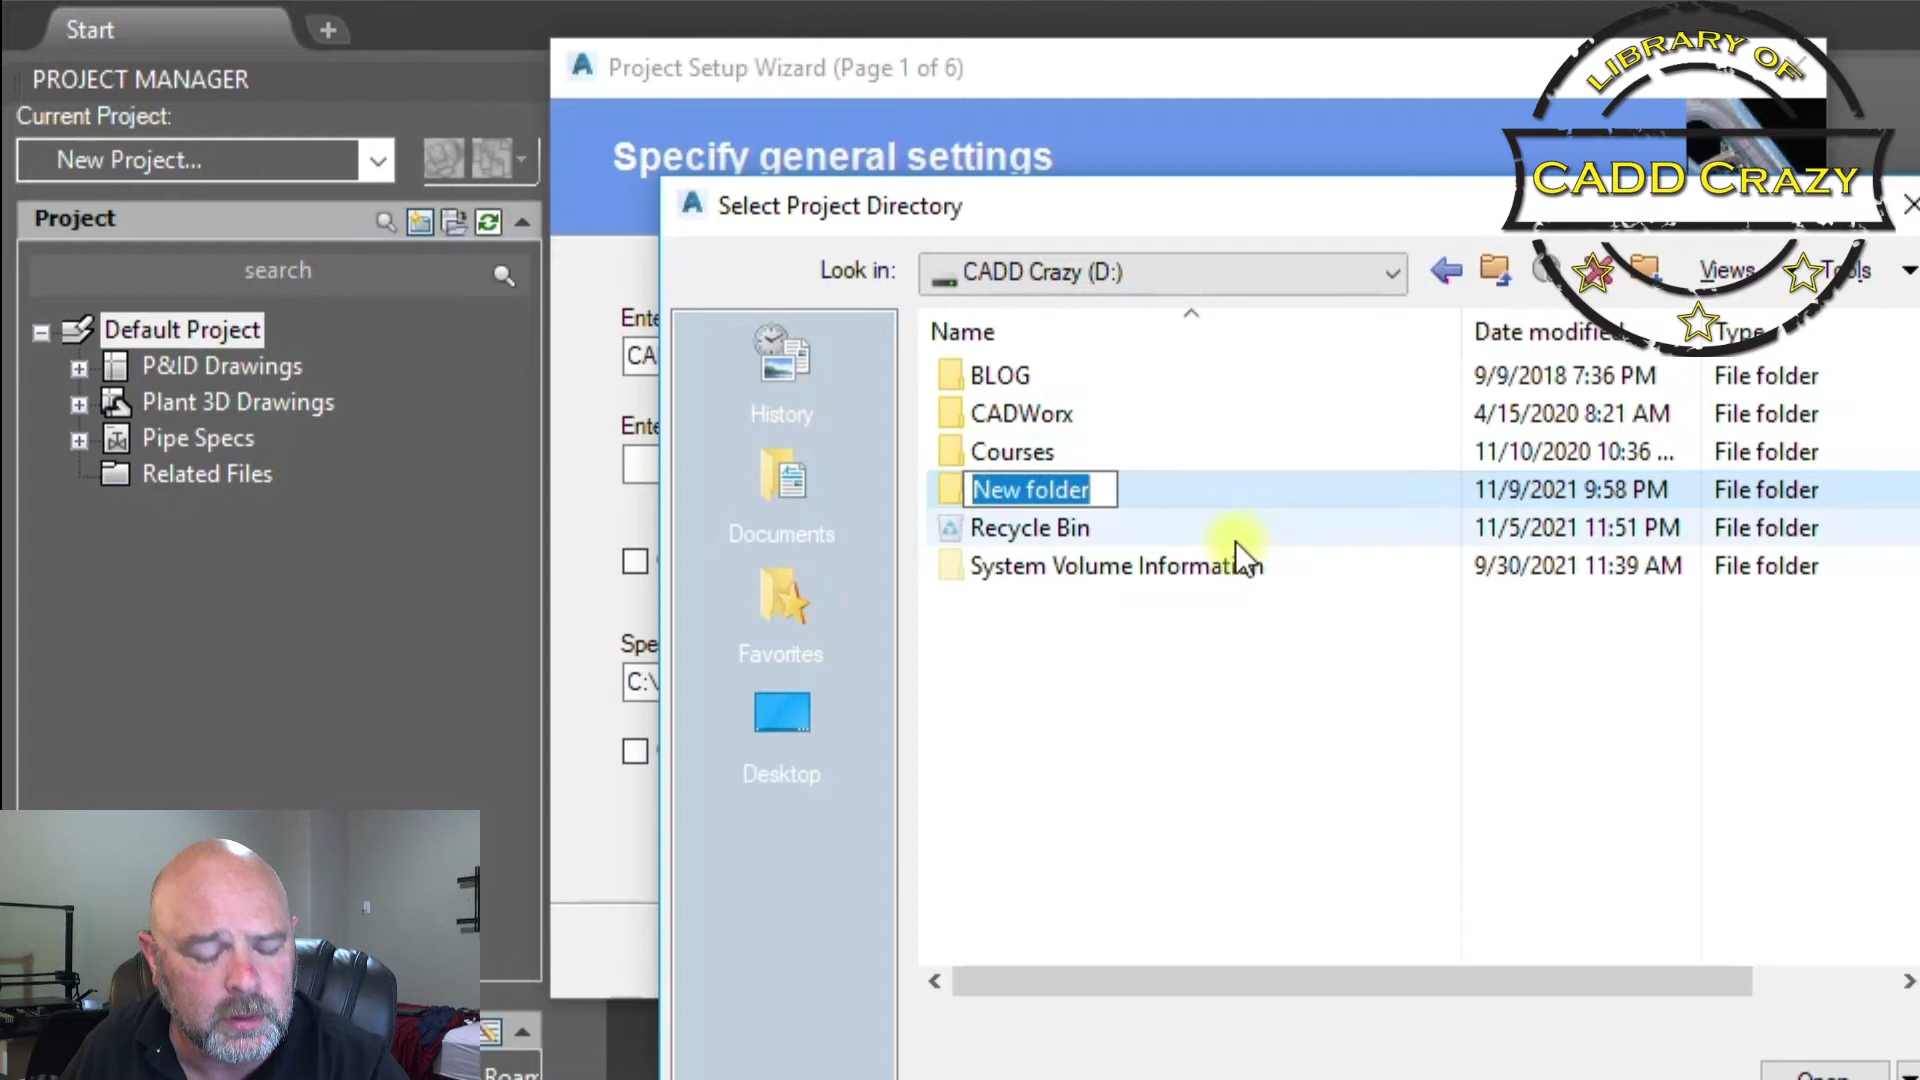 Start
PROJECT MANAGER
Current Project:
New Project...
Project
search
Default Project
P&ID Drawings
Plant 3D Drawings
Pipe Specs
Related Files
Project Setup Wizard (Page 1 of 6)
Specify general settings
LIBRARY OF
CADD CRAZY
Select Project Directory
Look in: CADD Crazy (D:)
Views
Name Date modified Type
History
Documents
Favorites
Desktop
BLOG 9/9/2018 7:36 PM File folder
CADWorx 4/15/2020 8:21 AM File folder
Courses 11/10/2020 10:36 ... File folder
New folder 11/9/2021 9:58 PM File folder
Recycle Bin 11/5/2021 11:51 PM File folder
System Volume Information 9/30/2021 11:39 AM File folder
Ente
CA
Ente
Spe
C:\